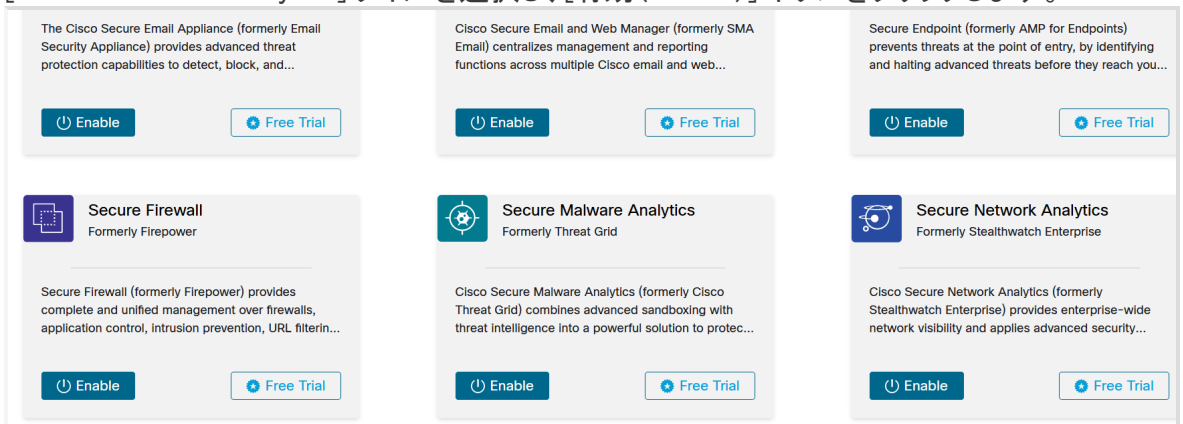 The Cisco Secure Email Appliance (formerly Email
Security Appliance) provides advanced threat
protection capabilities to detect, block, and...
Enable
Free Trial
Cisco Secure Email and Web Manager (formerly SMA
Email) centralizes management and reporting
functions across multiple Cisco email and web...
Enable
Free Trial
Secure Endpoint (formerly AMP for Endpoints)
prevents threats at the point of entry, by identifying
and halting advanced threats before they reach you...
Enable
Free Trial
Secure Firewall
Formerly Firepower
Secure Firewall (formerly Firepower) provides
complete and unified management over firewalls,
application control, intrusion prevention, URL filterin...
Enable
Free Trial
Secure Malware Analytics
Formerly Threat Grid
Cisco Secure Malware Analytics (formerly Cisco
Threat Grid) combines advanced sandboxing with
threat intelligence into a powerful solution to protec...
Enable
Free Trial
Secure Network Analytics
Formerly Stealthwatch Enterprise
Cisco Secure Network Analytics (formerly
Stealthwatch Enterprise) provides enterprise-wide
network visibility and applies advanced security...
Enable
Free Trial